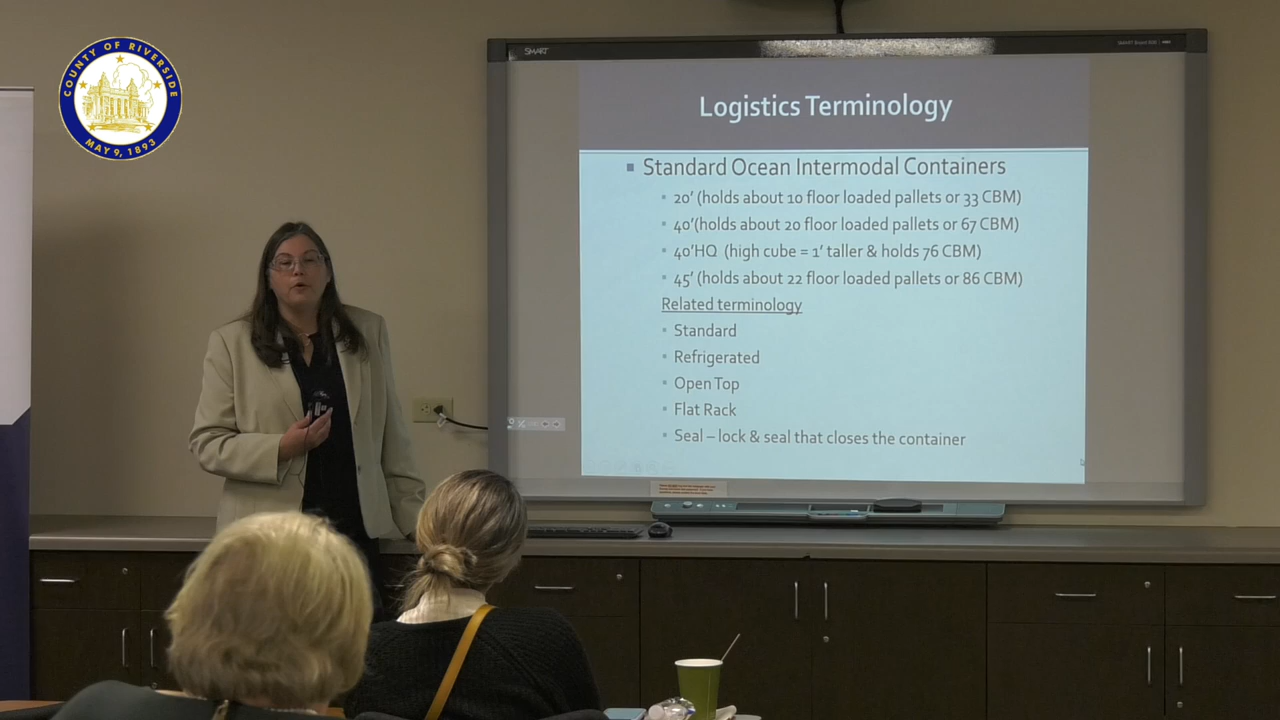 COUNTY OF RIVERSIDE
MAY 9, 1893
SMART
Logistics Terminology
Standard Ocean Intermodal Containers
20' (holds about 10 floor loaded pallets or 33 CBM)
40'(holds about 20 floor loaded pallets or 67 CBM)
40'HQ (high cube = 1' taller & holds 76 CBM)
45' (holds about 22 floor loaded pallets or 86 CBM)
Related terminology
Standard
Refrigerated
Open Top
Flat Rack
Seal – lock & seal that closes the container